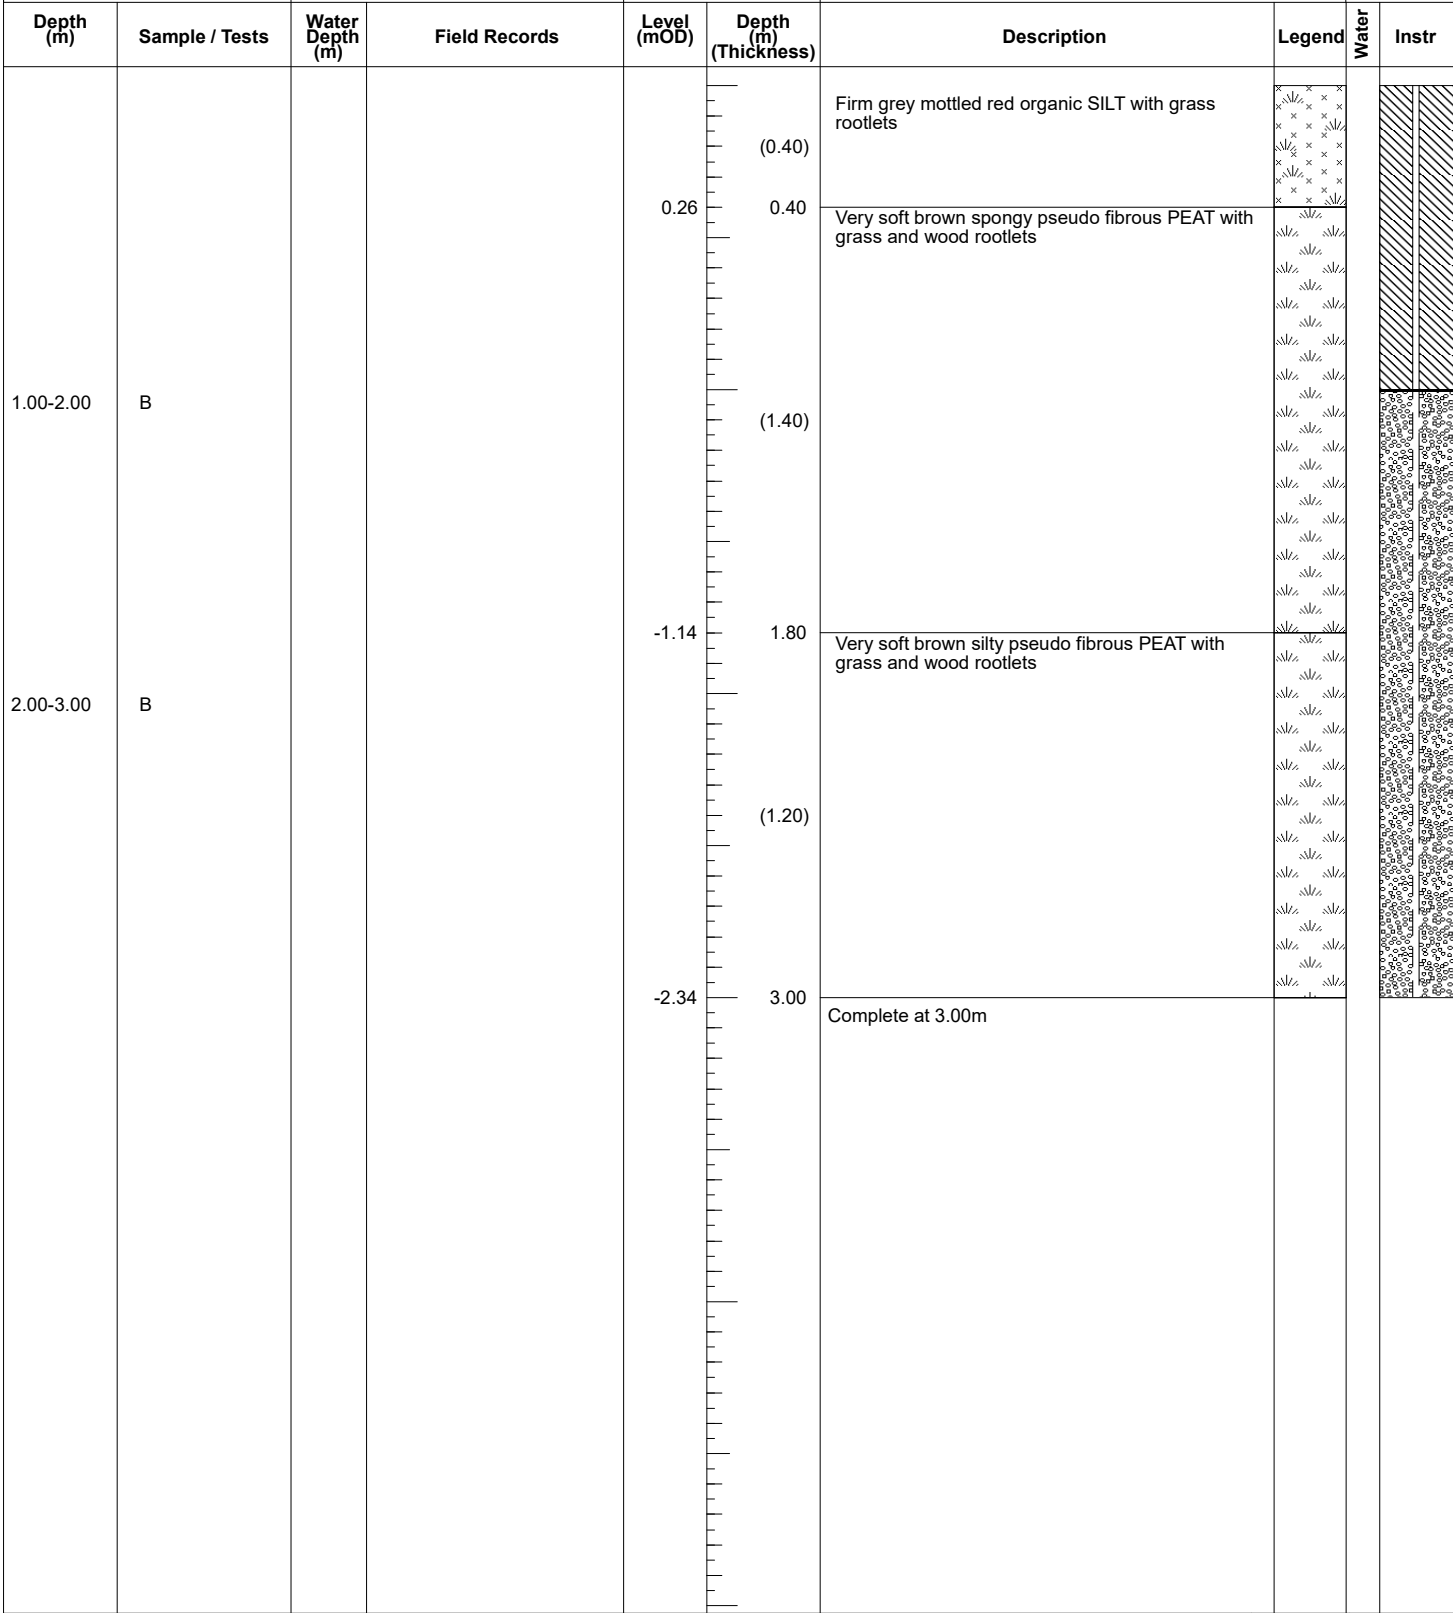 Depth (m)
Sample / Tests
Water Depth (m)
Field Records
Level (mOD)
Depth (m) (Thickness)
Description
Legend
Water
Instr
Firm grey mottled red organic SILT with grass
rootlets
(0.40)
0.26 0.40
Very soft brown spongy pseudo fibrous PEAT with
grass and wood rootlets
1.00-2.00 B
(1.40)
-1.14 1.80
Very soft brown silty pseudo fibrous PEAT with
grass and wood rootlets
2.00-3.00 B
(1.20)
-2.34 3.00
Complete at 3.00m